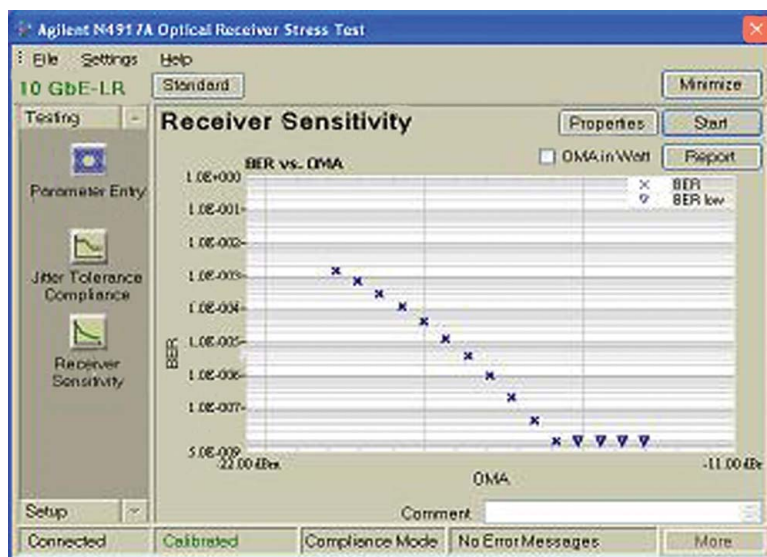 Agilent N4917A Optical Receiver Stress Test
File Settings Help
10 GbE-LR
Standard
Minimize
Testing
Receiver Sensitivity
Properties
Start
BER vs. OMA
OMA in Watt
Report
Parameter Entry
Jitter Tolerance
Compliance
Receiver
Sensitivity
BER
BER low
1.0E+000
1.0E-001
1.0E-002
1.0E-003
1.0E-004
1.0E-005
1.0E-006
1.0E-007
5.0E-009
BER
-22.00 dBm
-11.00 dB
OMA
Setup
Comment
Connected
Calibrated
Compliance Mode
No Error Messages
More